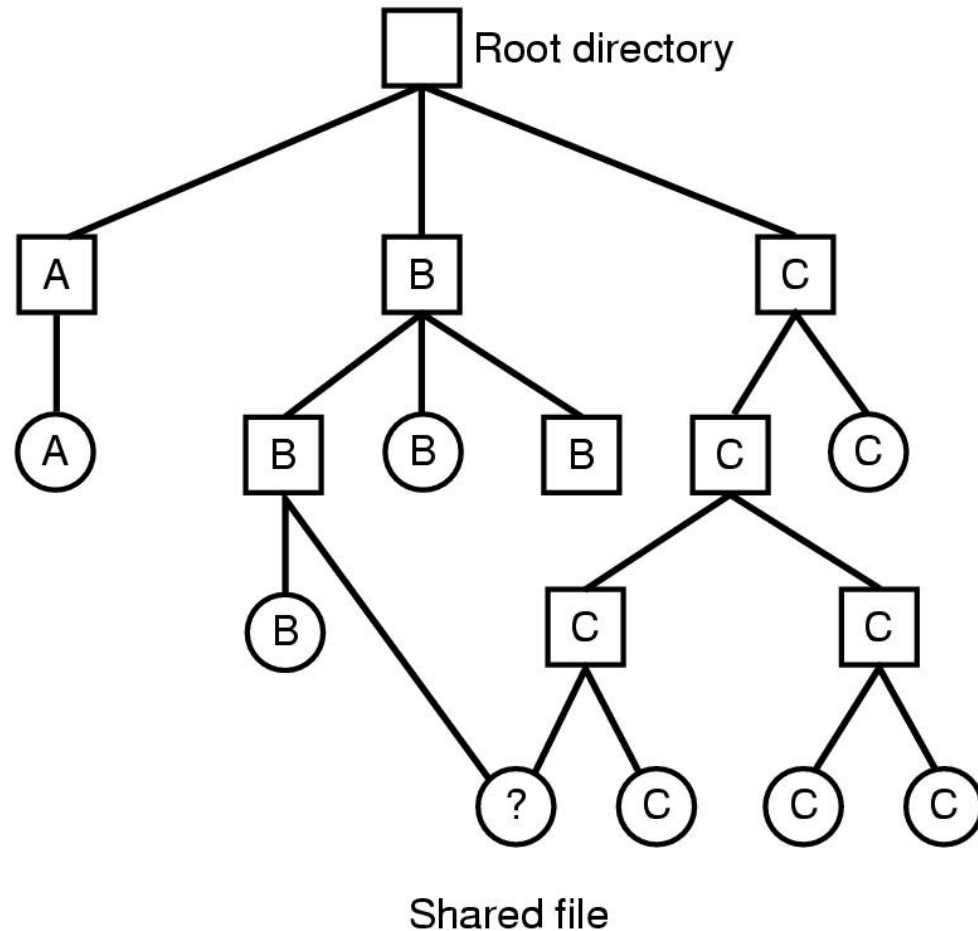 Root directory
A B C
B B B C C
A
B C C
? C C C
Shared file